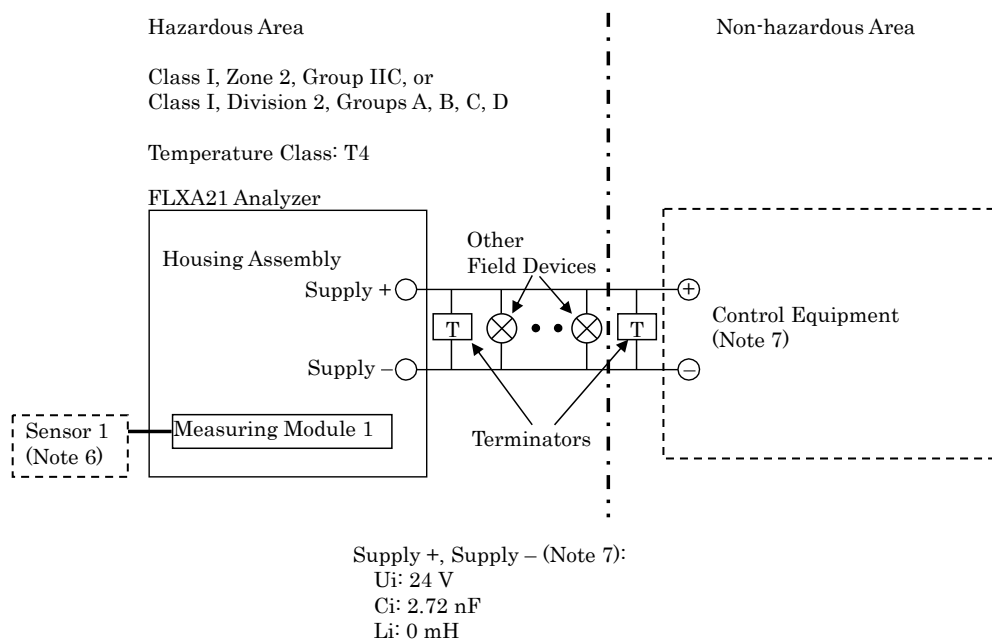 Hazardous Area
Non-hazardous Area
Class I, Zone 2, Group IIC, or
Class I, Division 2, Groups A, B, C, D
Temperature Class: T4
FLXA21 Analyzer
Housing Assembly
Other
Field Devices
Supply +
+
T
T
Control Equipment
(Note 7)
Supply –
–
Sensor 1
(Note 6)
Measuring Module 1
Terminators
Supply +, Supply – (Note 7):
Ui: 24 V
Ci: 2.72 nF
Li: 0 mH